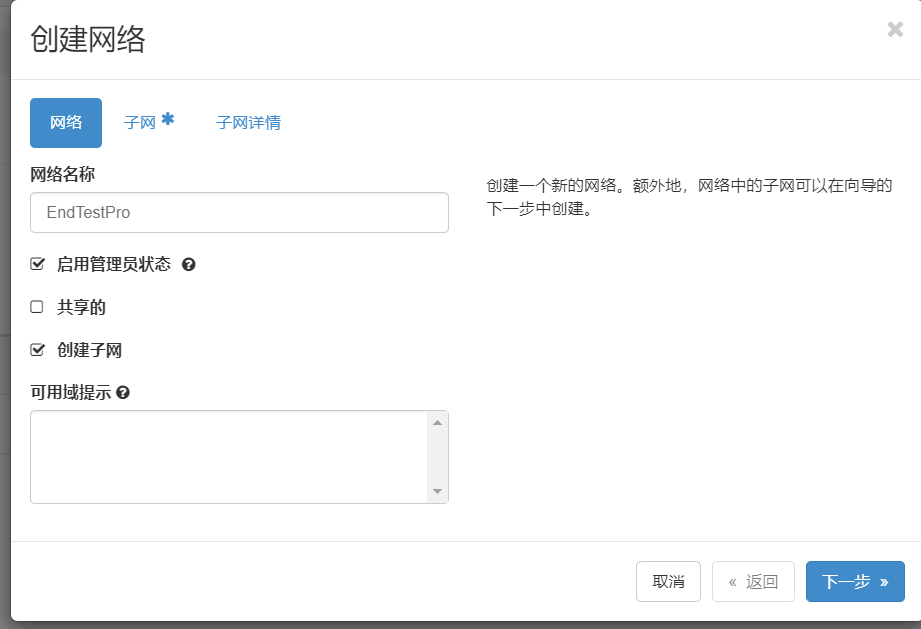 创建网络
×
网络 子网 * 子网详情
网络名称
EndTestPro
创建一个新的网络。额外地，网络中的子网可以在向导的
下一步中创建。
启用管理员状态 ?
共享的
创建子网
可用域提示 ?
取消 « 返回 下一步 »